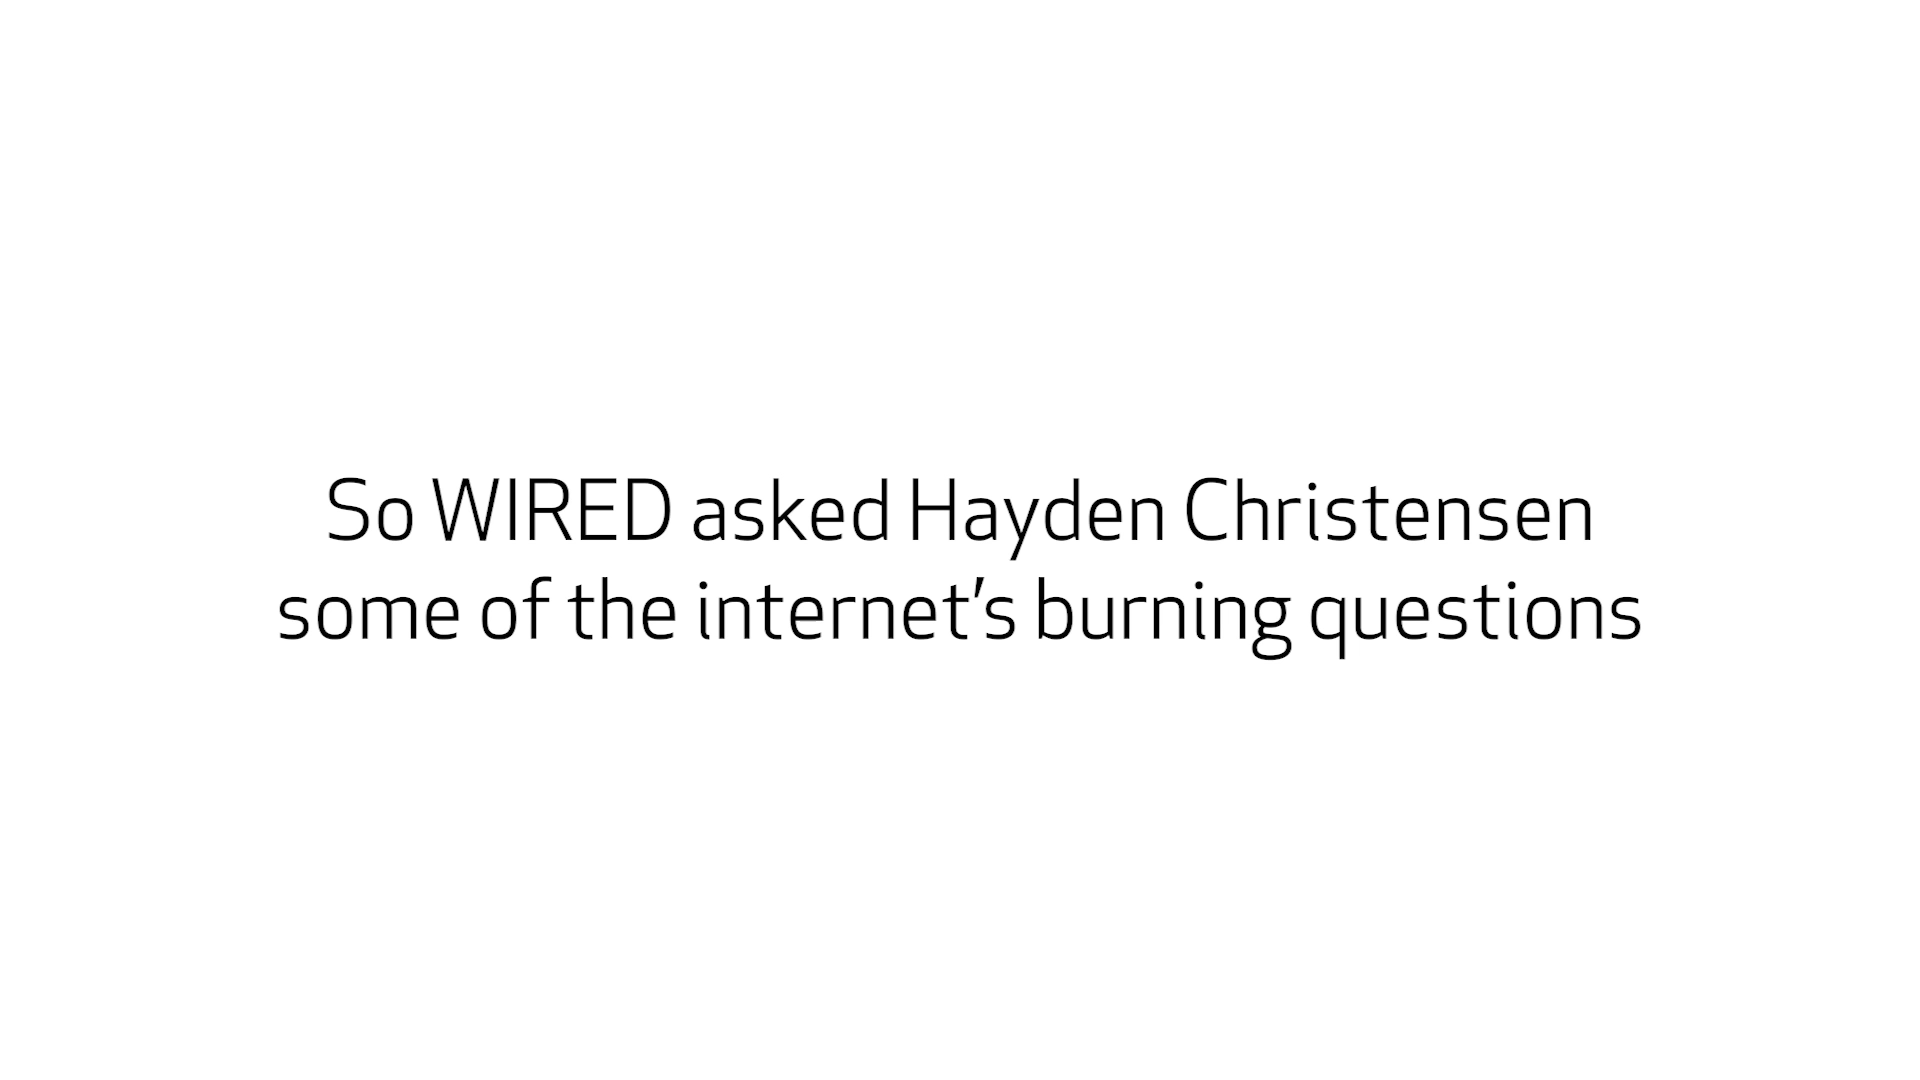 So WIRED asked Hayden Christensen
some of the internet’s burning questions